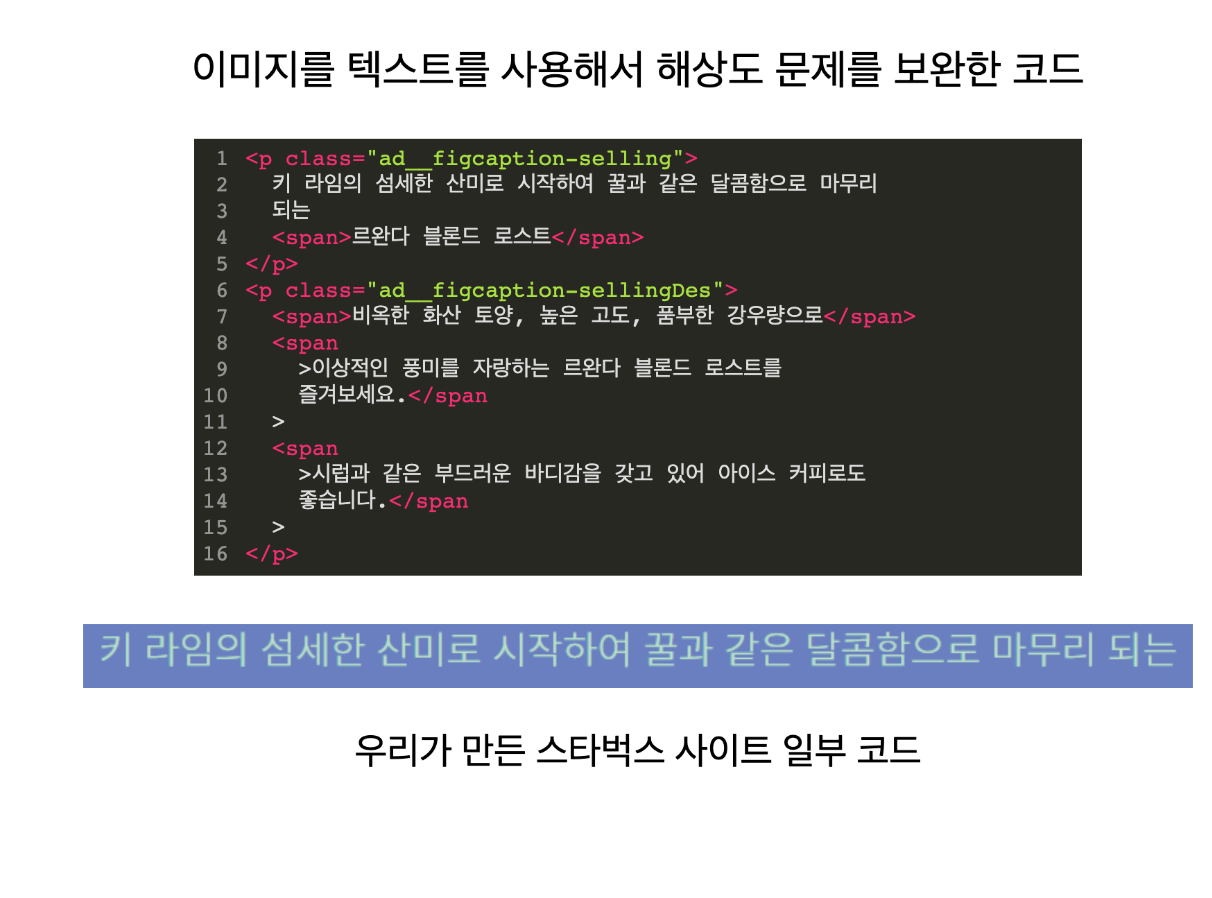 이미지를 텍스트를 사용해서 해상도 문제를 보완한 코드
1 <p class="ad__figcaption-selling">
2 키 라임의 섬세한 산미로 시작하여 꿀과 같은 달콤함으로 마무리
3 되는
4 <span>르완다 블론드 로스트</span>
5 </p>
6 <p class="ad__figcaption-sellingDes">
7 <span>비옥한 화산 토양, 높은 고도, 품부한 강우량으로</span>
8 <span
9 >이상적인 풍미를 자랑하는 르완다 블론드 로스트를
10 즐겨보세요.</span
11 >
12 <span
13 >시럽과 같은 부드러운 바디감을 갖고 있어 아이스 커피로도
14 좋습니다.</span
15 >
16 </p>
키 라임의 섬세한 산미로 시작하여 꿀과 같은 달콤함으로 마무리 되는
우리가 만든 스타벅스 사이트 일부 코드